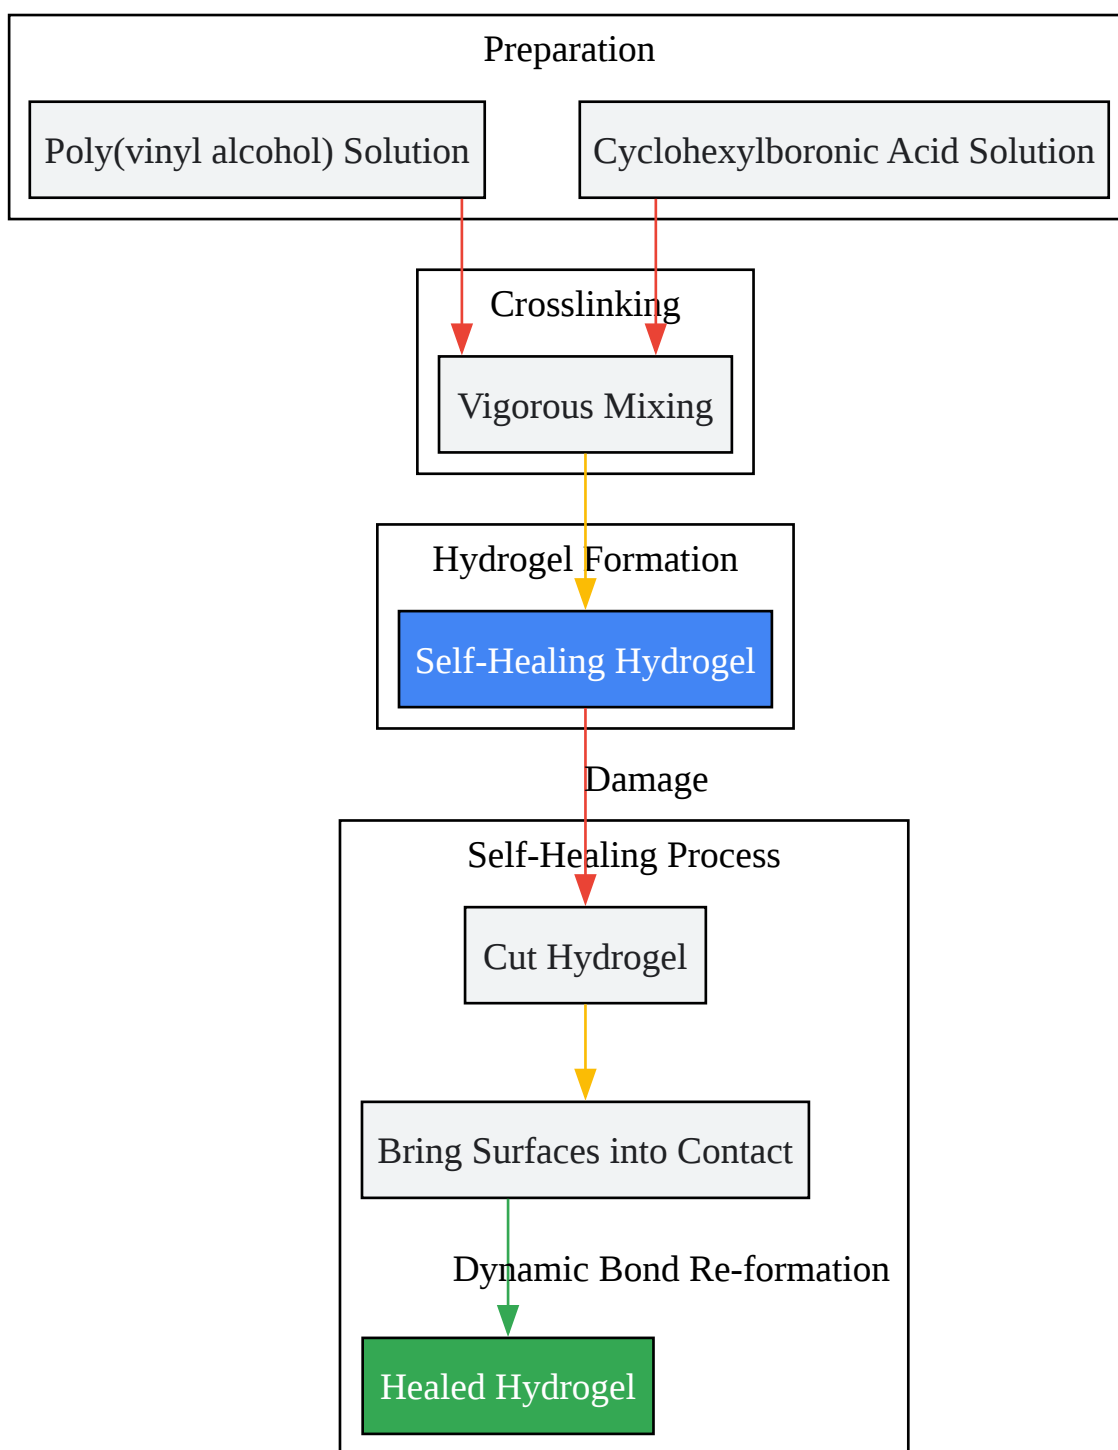 Preparation
Poly(vinyl alcohol) Solution
Cyclohexylboronic Acid Solution
Crosslinking
Vigorous Mixing
Hydrogel Formation
Self-Healing Hydrogel
Damage
Self-Healing Process
Cut Hydrogel
Bring Surfaces into Contact
Dynamic Bond Re-formation
Healed Hydrogel